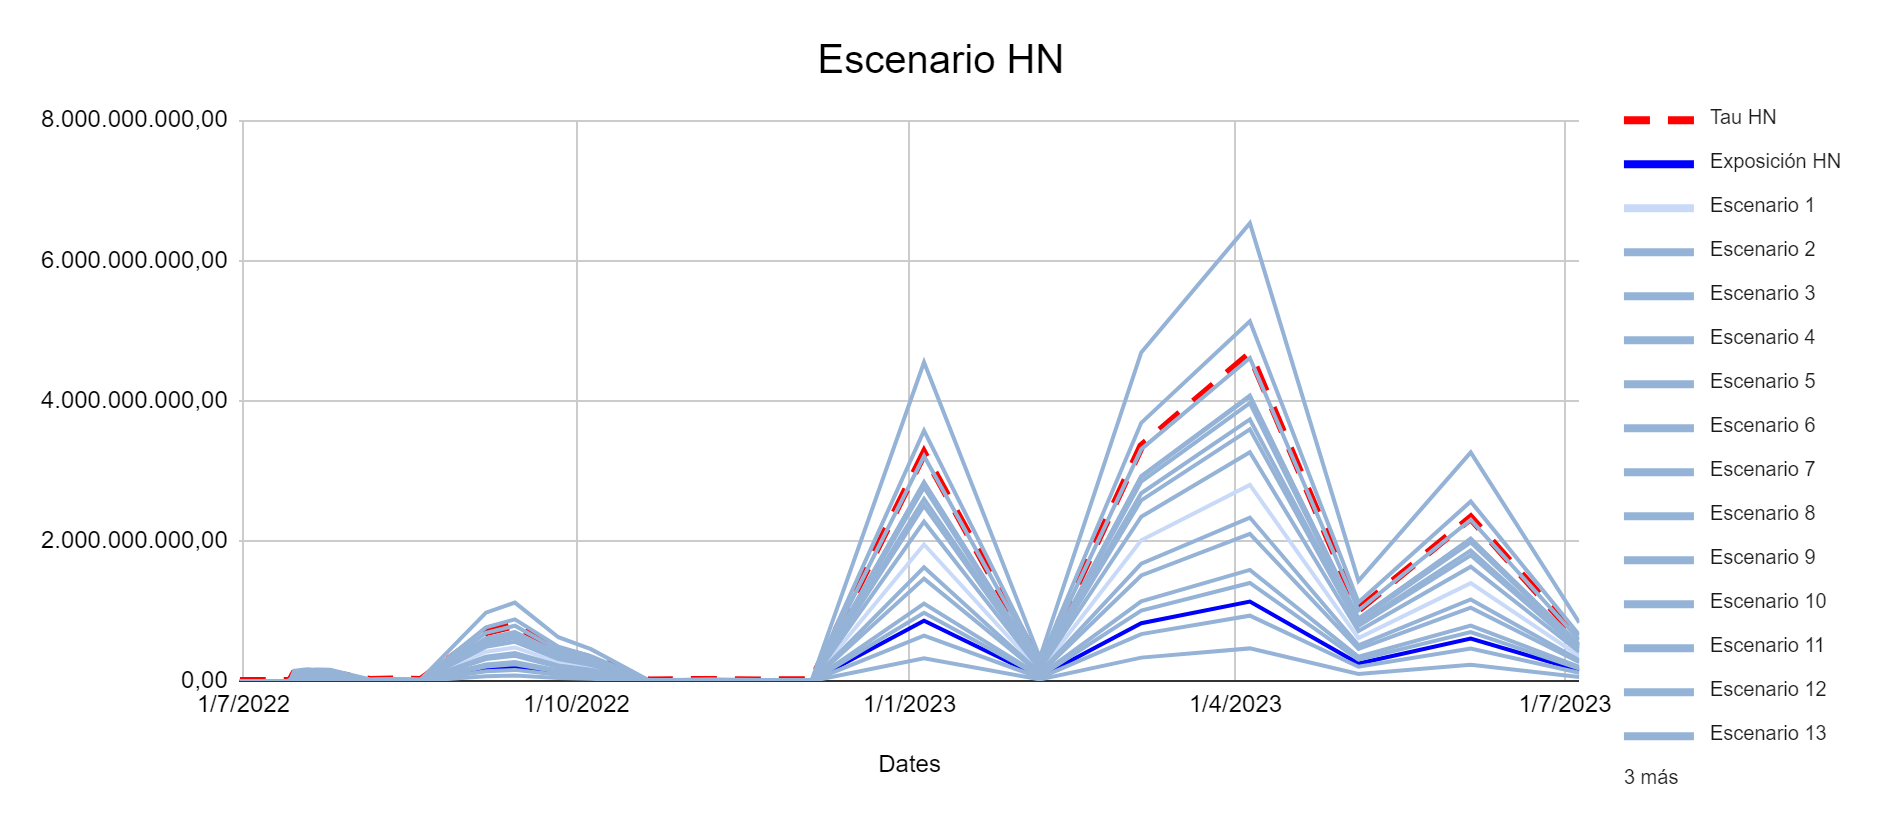 Escenario HN
8.000.000.000,00
6.000.000.000,00
4.000.000.000,00
2.000.000.000,00
0,00
1/7/2022
1/10/2022
1/1/2023
1/4/2023
1/7/2023
Dates
Tau HN
Exposición HN
Escenario 1
Escenario 2
Escenario 3
Escenario 4
Escenario 5
Escenario 6
Escenario 7
Escenario 8
Escenario 9
Escenario 10
Escenario 11
Escenario 12
Escenario 13
3 más